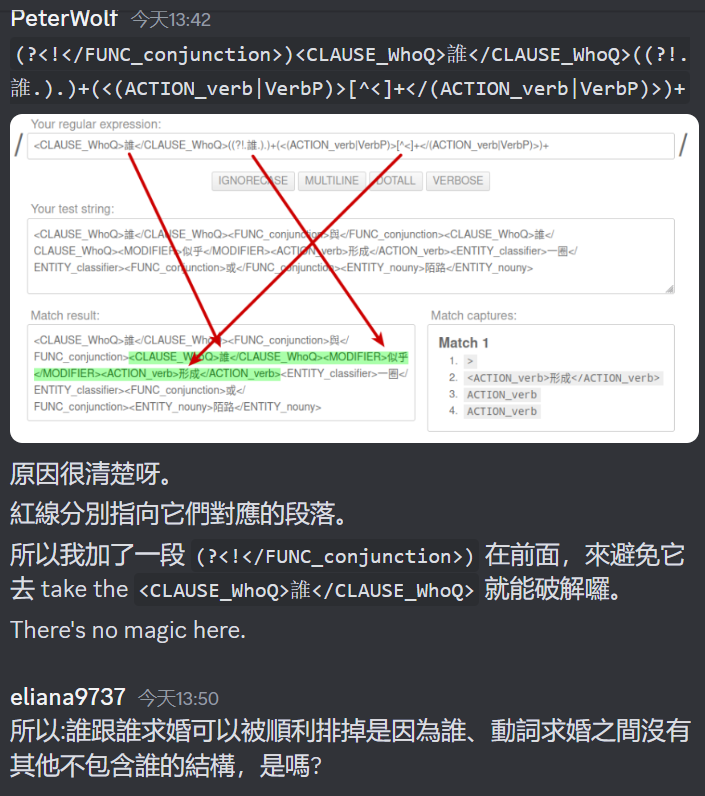 PeterWolf 今天13:42
(?<!</FUNC_conjunction>)<CLAUSE_WhoQ>誰</CLAUSE_WhoQ>((?!.
誰.).)+(<(ACTION_verb|VerbP)>[^<]+</(ACTION_verb|VerbP)>)+
Your regular expression:
/ <CLAUSE_WhoQ>誰</CLAUSE_WhoQ>((?!.誰.).)+(<(ACTION_verb|VerbP)>[^<]+</(ACTION_verb|VerbP)>)+ /
IGNORECASE MULTILINE DOTALL VERBOSE
Your test string:
<CLAUSE_WhoQ>誰</CLAUSE_WhoQ><FUNC_conjunction>與</FUNC_conjunction><CLAUSE_WhoQ>誰</
CLAUSE_WhoQ><MODIFIER>似乎</MODIFIER><ACTION_verb>形成</ACTION_verb><ENTITY_classifier>一圈</
ENTITY_classifier><FUNC_conjunction>或</FUNC_conjunction><ENTITY_nouny>陌路</ENTITY_nouny>
Match result:
<CLAUSE_WhoQ>誰</CLAUSE_WhoQ><FUNC_conjunction>與</
FUNC_conjunction><CLAUSE_WhoQ>誰</CLAUSE_WhoQ><MODIFIER>似乎
</MODIFIER><ACTION_verb>形成</ACTION_verb><ENTITY_classifier>一圈</
ENTITY_classifier><FUNC_conjunction>或</
FUNC_conjunction><ENTITY_nouny>陌路</ENTITY_nouny>
Match captures:
Match 1
1. >
2. <ACTION_verb>形成</ACTION_verb>
3. ACTION_verb
4. ACTION_verb
原因很清楚呀。
紅線分別指向它們對應的段落。
所以我加了一段 (?<!</FUNC_conjunction>) 在前面，來避免它
去 take the <CLAUSE_WhoQ>誰</CLAUSE_WhoQ> 就能破解囉。
There's no magic here.
eliana9737 今天13:50
所以:誰跟誰求婚可以被順利排掉是因為誰、動詞求婚之間沒有
其他不包含誰的結構，是嗎?